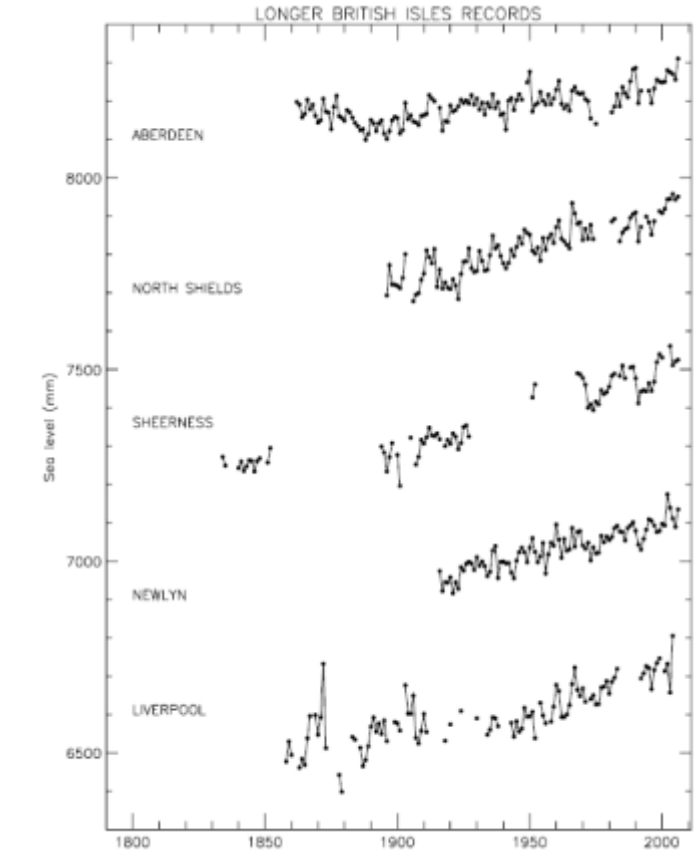 LONGER BRITISH ISLES RECORDS
ABERDEEN
8000
NORTH SHIELDS
7500
SHEERNESS
Sea level (mm)
7000
NEWLYN
LIVERPOOL
6500
1800 1850 1900 1950 2000